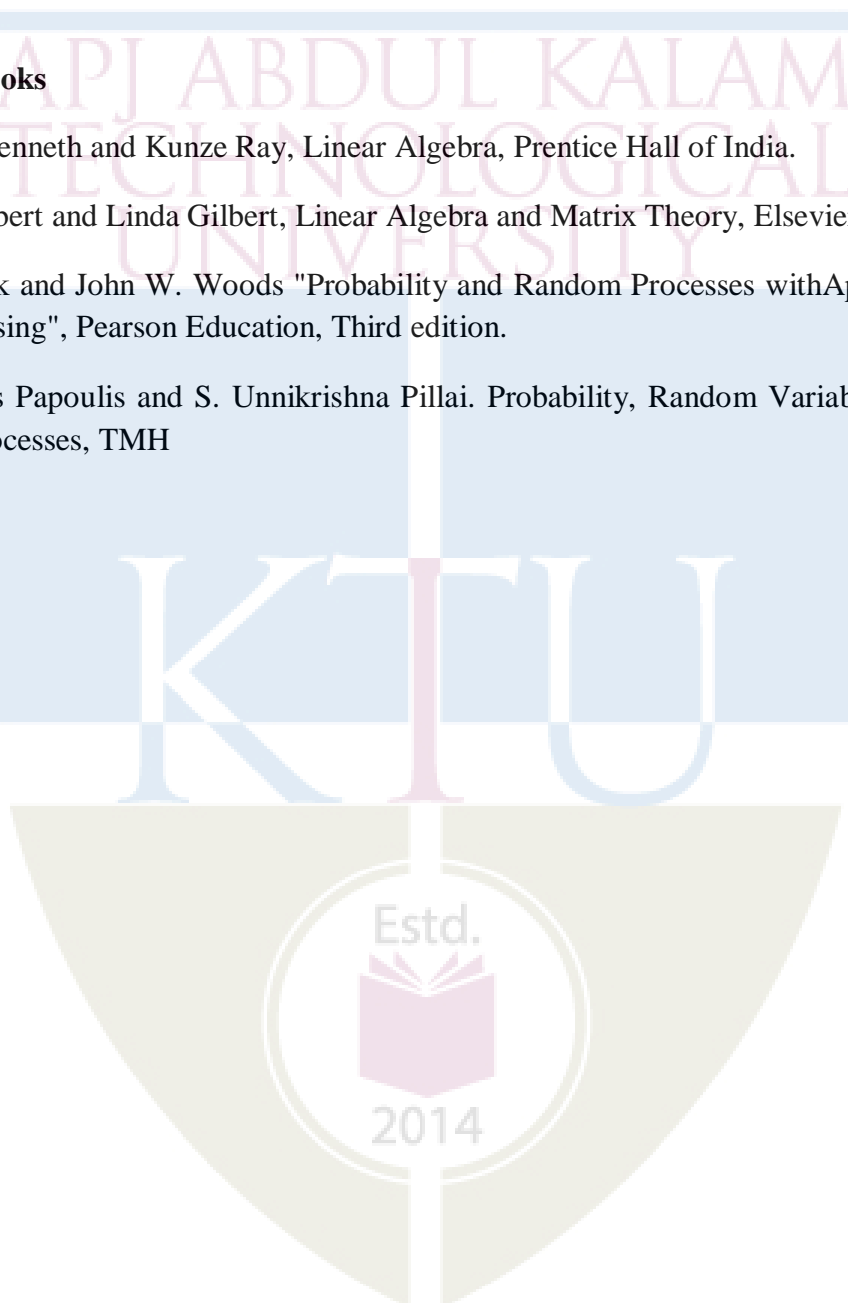 APJ ABDUL KALAM
TECHNOLOGICAL
UNIVERSITY
ooks
enneth and Kunze Ray, Linear Algebra, Prentice Hall of India.
bert and Linda Gilbert, Linear Algebra and Matrix Theory, Elsevier
k and John W. Woods "Probability and Random Processes withAp
sing", Pearson Education, Third edition.
s Papoulis and S. Unnikrishna Pillai. Probability, Random Variab
ocesses, TMH
KTU
Estd.
2014